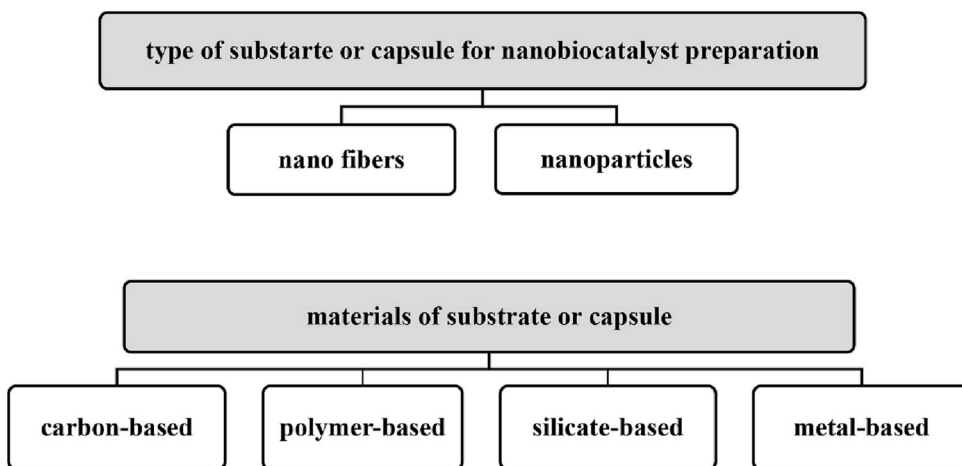 type of substarte or capsule for nanobiocatalyst preparation
nano fibers
nanoparticles
materials of substrate or capsule
carbon-based
polymer-based
silicate-based
metal-based